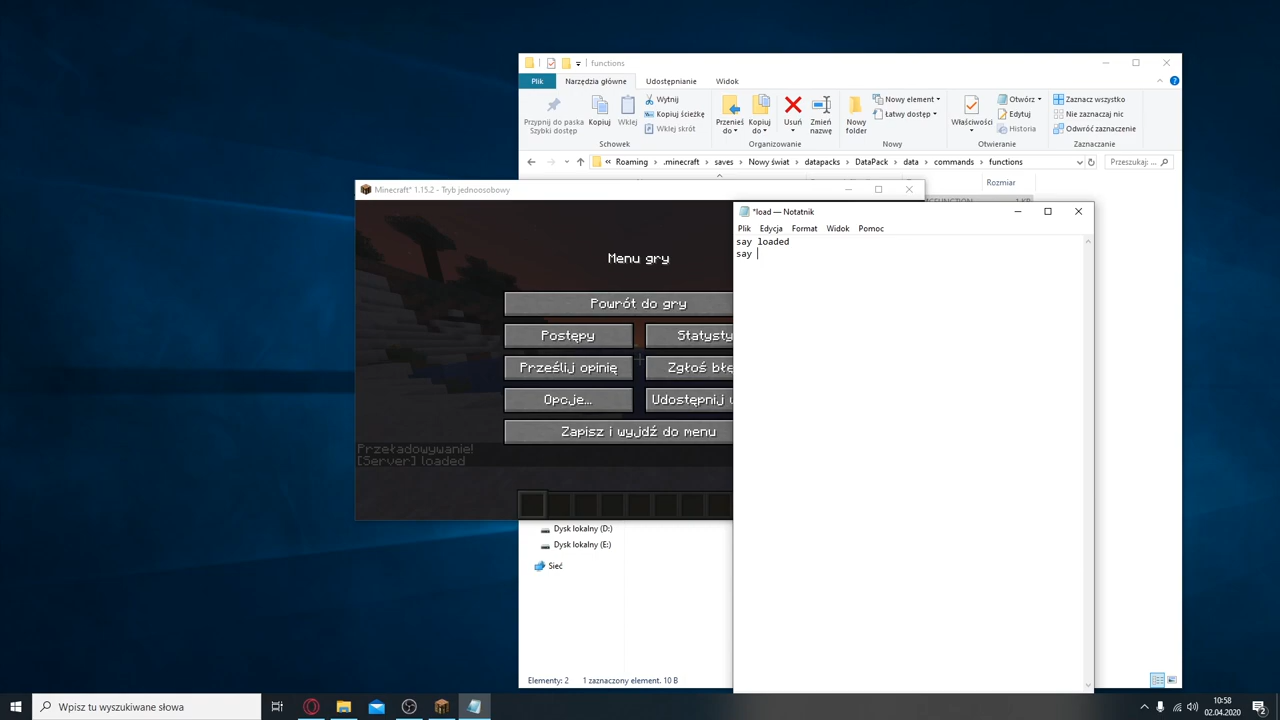 functions
Plik Narzędzia główne Udostępnianie Widok
Przypnij do paska Szybki dostęp
Kopiuj
Wklej
Wytnij
Kopiuj ścieżkę
Wklej skrót
Schowek
Przenieś do
Kopiuj do
Usuń
Zmień nazwę
Organizowanie
Nowy folder
Nowy element
Łatwy dostęp
Nowy
Właściwości
Otwórz
Edytuj
Historia
Otwieranie
Zaznacz wszystko
Nie zaznaczaj nic
Odwróć zaznaczenie
Zaznaczanie
Roaming .minecraft saves Nowy świat datapacks DataPack data commands functions
Przeszukaj:...
Rozmiar
Minecraft* 1.15.2 - Tryb jednoosobowy
Menu gry
Powrót do gry
Postępy
Prześlij opinię
Opcje...
Zapisz i wyjdź do menu
Przeładowywanie!
[Server] loaded
*load — Notatnik
Plik Edycja Format Widok Pomoc
say loaded
say
Dysk lokalny (D:)
Dysk lokalny (E:)
Sieć
Elementy: 2 1 zaznaczony element. 10 B
Wpisz tu wyszukiwane słowa
10:58
02.04.2020
2